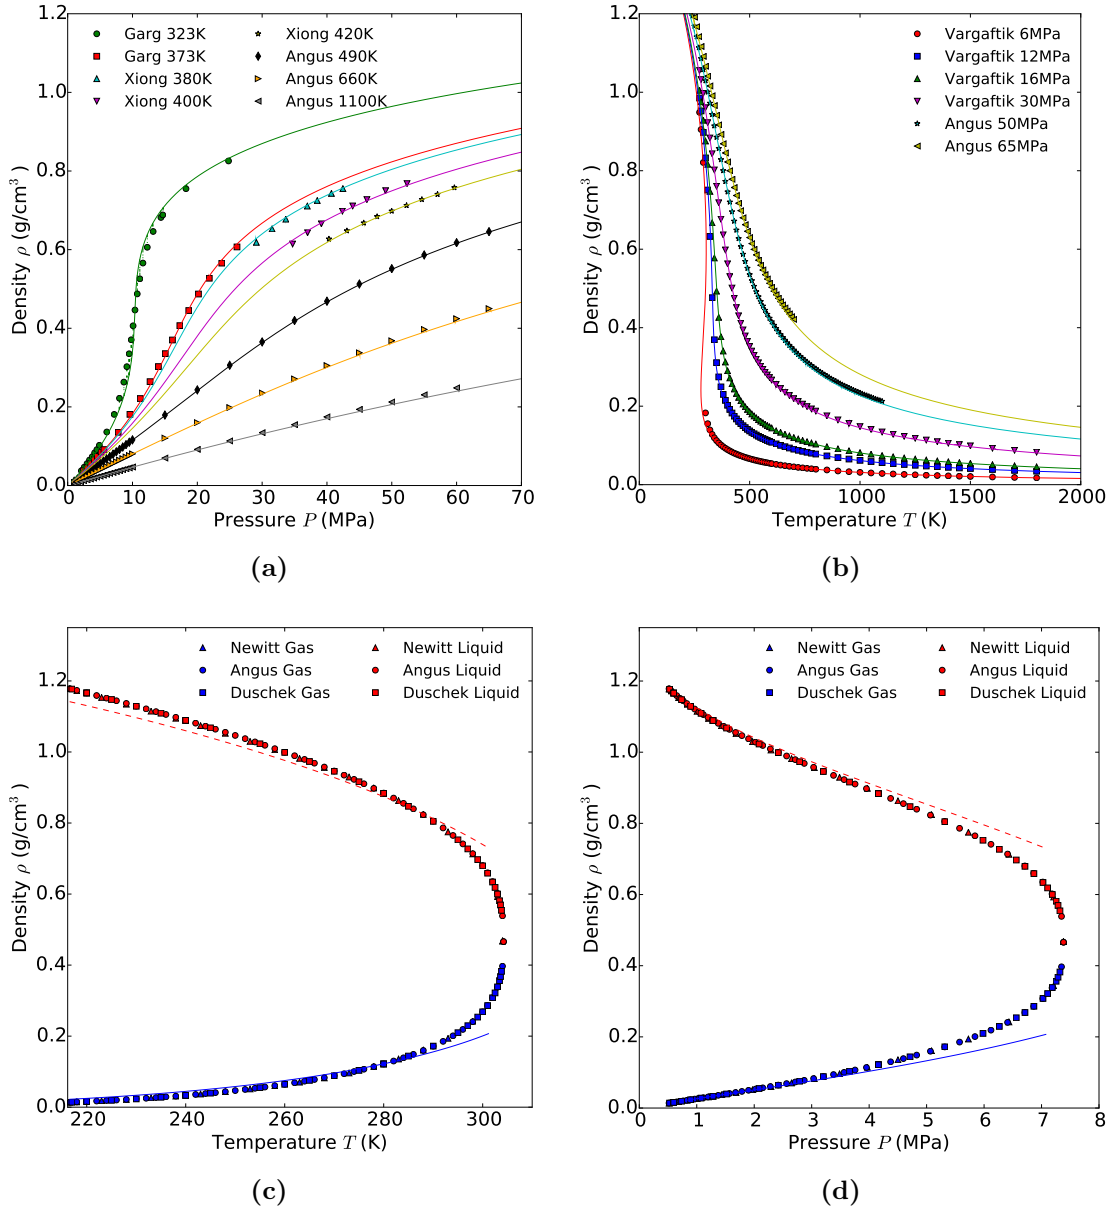 1.2
1.0
0.8
0.6
0.4
0.2
0.0
0 10 20 30 40 50 60 70
Density ρ (g/cm³)
Pressure P (MPa)
Garg 323K
Garg 373K
Xiong 380K
Xiong 400K
Xiong 420K
Angus 490K
Angus 660K
Angus 1100K
(a)
1.2
1.0
0.8
0.6
0.4
0.2
0.0
0 500 1000 1500 2000
Density ρ (g/cm³)
Temperature T (K)
Vargaftik 6MPa
Vargaftik 12MPa
Vargaftik 16MPa
Vargaftik 30MPa
Angus 50MPa
Angus 65MPa
(b)
1.2
1.0
0.8
0.6
0.4
0.2
0.0
220 240 260 280 300
Density ρ (g/cm³)
Temperature T (K)
Newitt Gas
Angus Gas
Duschek Gas
Newitt Liquid
Angus Liquid
Duschek Liquid
(c)
1.2
1.0
0.8
0.6
0.4
0.2
0.0
0 1 2 3 4 5 6 7 8
Density ρ (g/cm³)
Pressure P (MPa)
Newitt Gas
Angus Gas
Duschek Gas
Newitt Liquid
Angus Liquid
Duschek Liquid
(d)